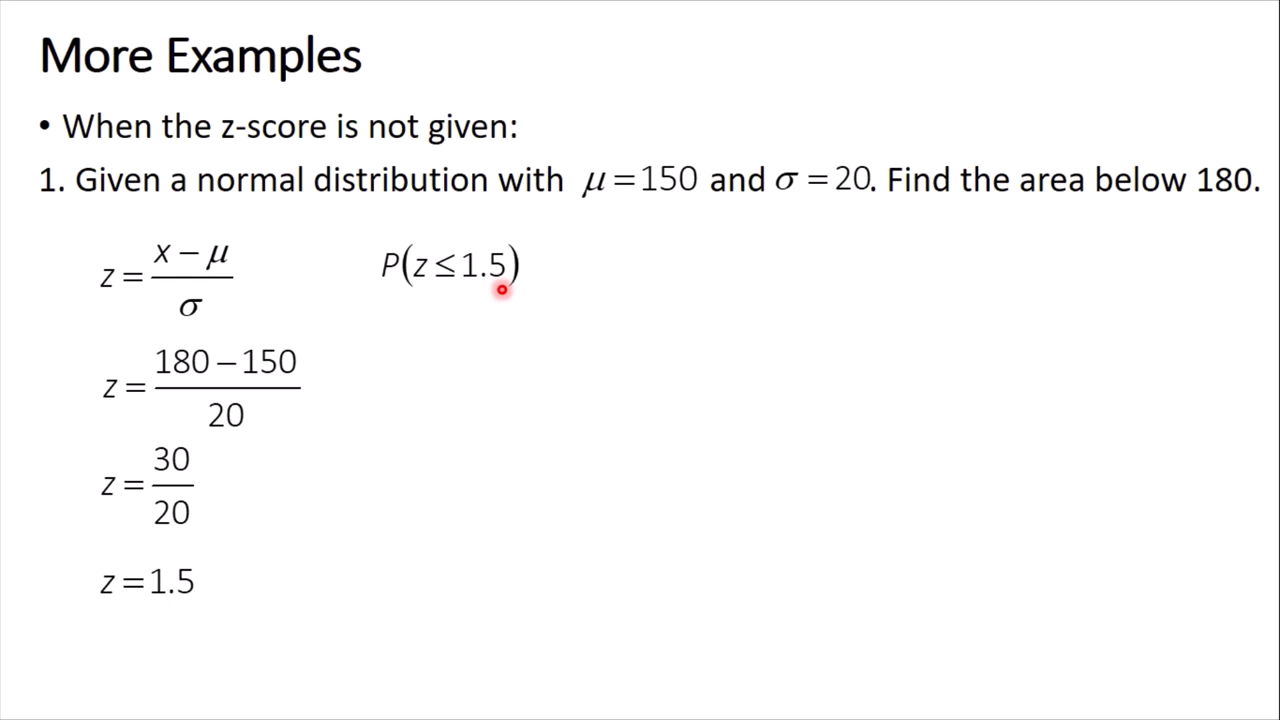 More Examples
• When the z-score is not given:
1. Given a normal distribution with μ = 150 and σ = 20. Find the area below 180.
z = (x − μ)/σ
P(z ≤ 1.5)
z = (180 − 150)/20
z = 30/20
z = 1.5